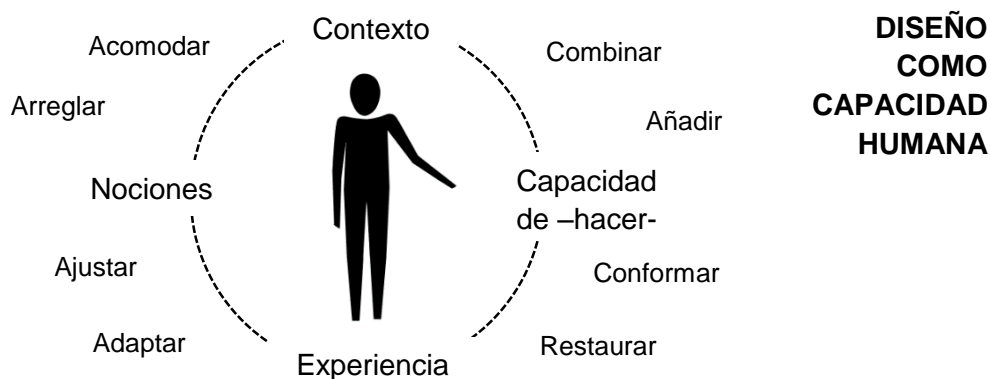 DISEÑO
COMO
CAPACIDAD
HUMANA
Contexto
Acomodar
Combinar
Arreglar
Añadir
Nociones
Capacidad
de –hacer-
Ajustar
Conformar
Adaptar
Restaurar
Experiencia